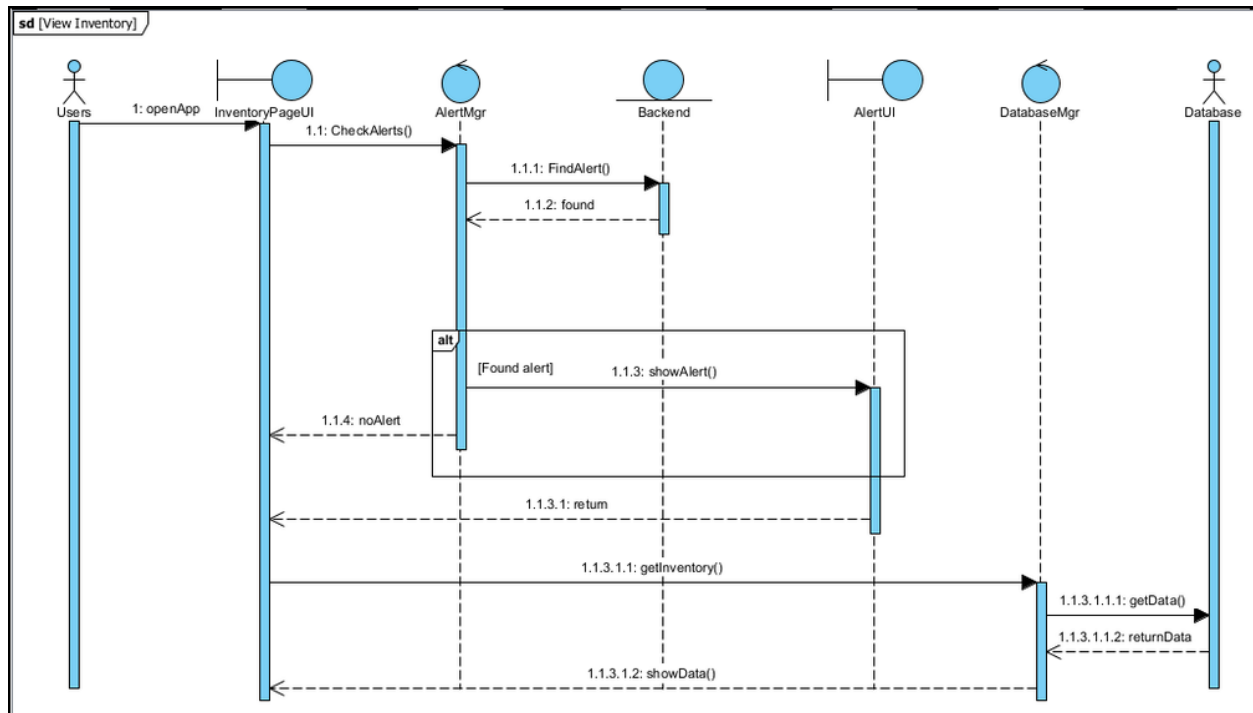 sd [View Inventory]
Users
InventoryPageUI
AlertMgr
Backend
AlertUI
DatabaseMgr
Database
1: openApp
1.1: CheckAlerts()
1.1.1: FindAlert()
1.1.2: found
alt
[Found alert]
1.1.3: showAlert()
1.1.4: noAlert
1.1.3.1: return
1.1.3.1.1: getInventory()
1.1.3.1.1.1: getData()
1.1.3.1.1.2: returnData
1.1.3.1.2: showData()